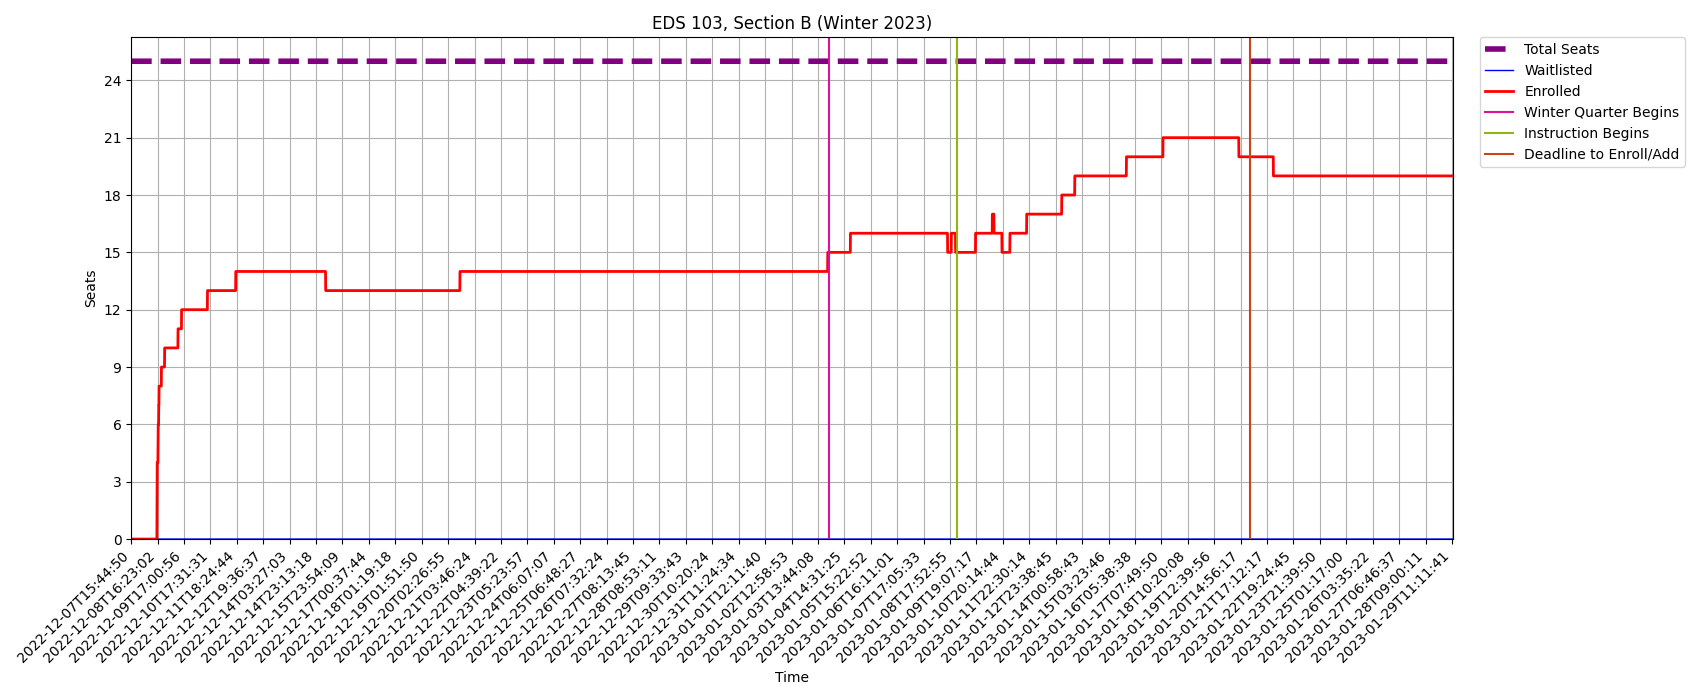 EDS 103, Section B (Winter 2023)
Total Seats
Waitlisted
Enrolled
Winter Quarter Begins
Instruction Begins
Deadline to Enroll/Add
Seats
24
21
18
15
12
9
6
3
0
2022-12-07T15:44:50
2022-12-08T16:23:02
2022-12-09T17:00:56
2022-12-10T17:31:31
2022-12-11T18:24:44
2022-12-12T19:36:37
2022-12-14T03:27:03
2022-12-14T23:13:18
2022-12-15T23:54:09
2022-12-17T00:37:44
2022-12-18T01:19:18
2022-12-19T01:51:50
2022-12-20T02:26:55
2022-12-21T03:46:24
2022-12-22T04:39:22
2022-12-23T05:23:57
2022-12-24T06:07:07
2022-12-25T06:48:27
2022-12-26T07:32:24
2022-12-27T08:13:45
2022-12-28T08:53:11
2022-12-29T09:33:43
2022-12-30T10:20:24
2022-12-31T11:24:34
2023-01-01T12:11:40
2023-01-02T12:58:53
2023-01-03T13:44:08
2023-01-04T14:31:25
2023-01-05T15:22:52
2023-01-06T16:11:01
2023-01-07T17:05:33
2023-01-08T17:52:55
2023-01-09T19:07:17
2023-01-10T20:14:44
2023-01-11T22:30:14
2023-01-12T23:38:45
2023-01-14T00:58:43
2023-01-15T03:23:46
2023-01-16T05:38:38
2023-01-17T07:49:50
2023-01-18T10:20:08
2023-01-19T12:39:56
2023-01-20T14:56:17
2023-01-21T17:12:17
2023-01-22T19:24:45
2023-01-23T21:39:50
2023-01-25T01:17:00
2023-01-26T03:35:22
2023-01-27T06:46:37
2023-01-28T09:00:11
2023-01-29T11:11:41
Time